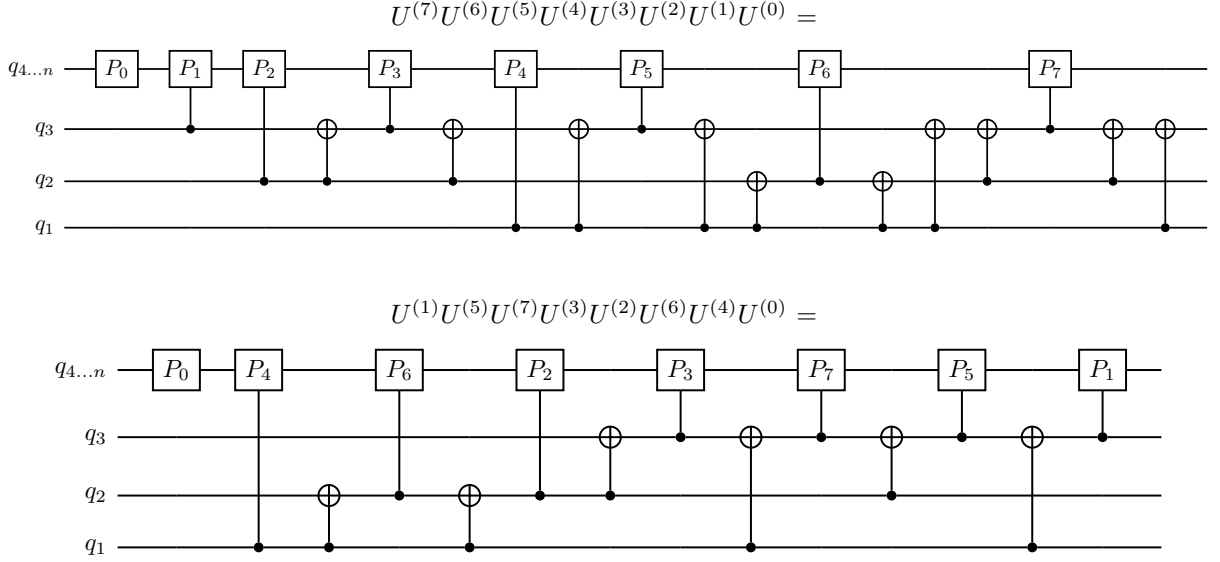 U^{(7)}U^{(6)}U^{(5)}U^{(4)}U^{(3)}U^{(2)}U^{(1)}U^{(0)} =
q_{4...n} P_0 P_1 P_2 P_3 P_4 P_5 P_6 P_7
q_3
q_2
q_1
U^{(1)}U^{(5)}U^{(7)}U^{(3)}U^{(2)}U^{(6)}U^{(4)}U^{(0)} =
q_{4...n} P_0 P_4 P_6 P_2 P_3 P_7 P_5 P_1
q_3
q_2
q_1